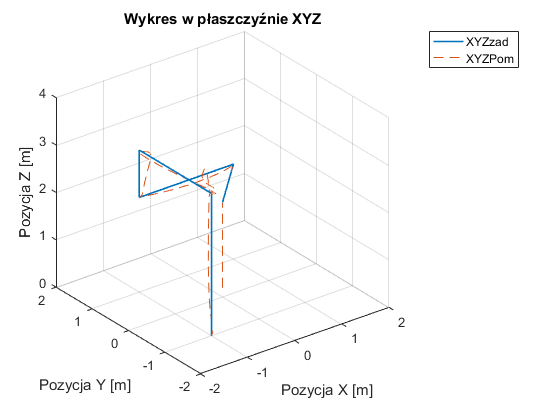 Wykres w płaszczyźnie XYZ
XYZzad
XYZPom
4
3
2
1
0
Pozycja Z [m]
2
1
0
-1
-2
Pozycja Y [m]
-2
-1
0
1
2
Pozycja X [m]